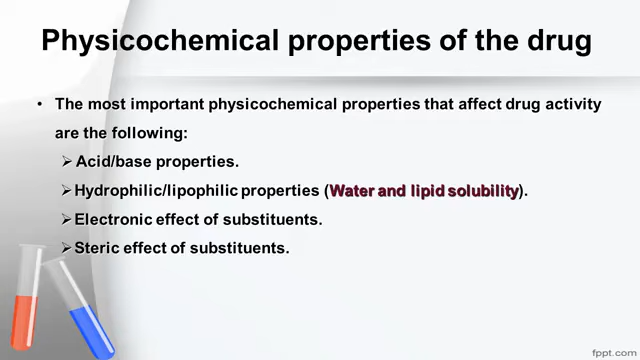 Physicochemical properties of the drug
• The most important physicochemical properties that affect drug activity
are the following:
➢ Acid/base properties.
➢ Hydrophilic/lipophilic properties (Water and lipid solubility).
➢ Electronic effect of substituents.
➢ Steric effect of substituents.
fppt.com